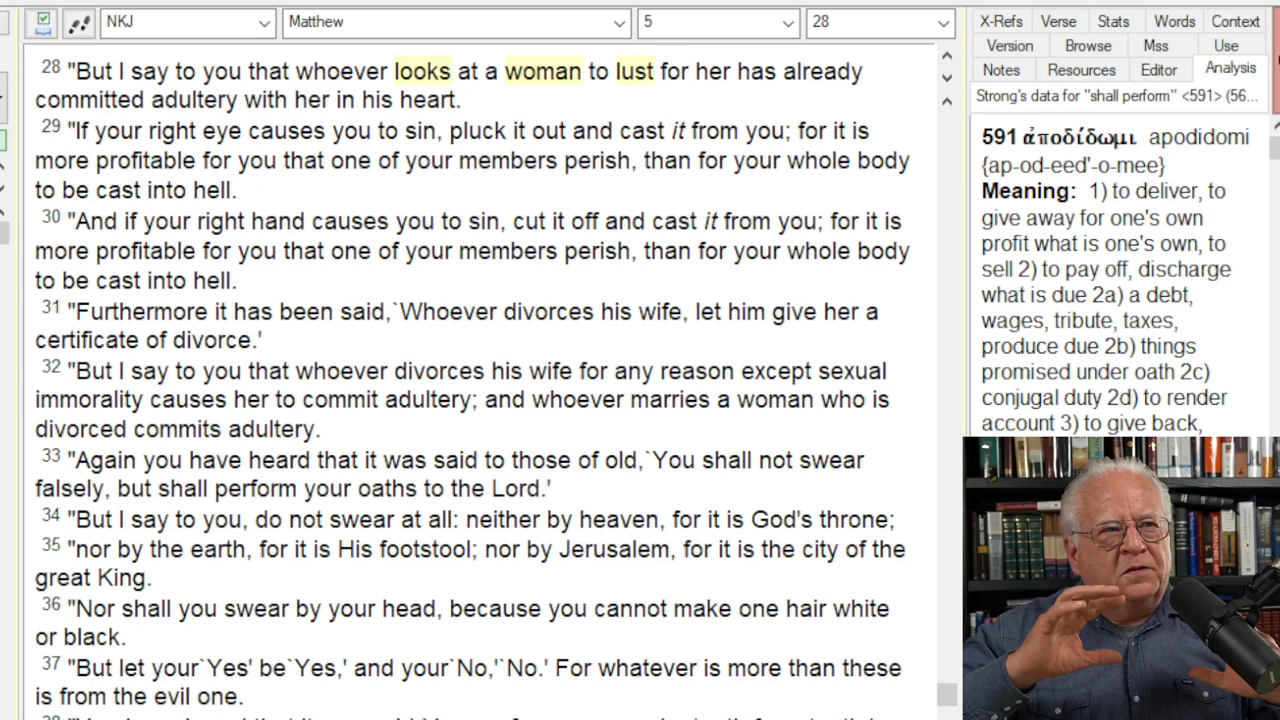 NKJ Matthew 5 28
28 "But I say to you that whoever looks at a woman to lust for her has already
committed adultery with her in his heart.
29 "If your right eye causes you to sin, pluck it out and cast it from you; for it is
more profitable for you that one of your members perish, than for your whole body
to be cast into hell.
30 "And if your right hand causes you to sin, cut it off and cast it from you; for it is
more profitable for you that one of your members perish, than for your whole body
to be cast into hell.
31 "Furthermore it has been said,`Whoever divorces his wife, let him give her a
certificate of divorce.'
32 "But I say to you that whoever divorces his wife for any reason except sexual
immorality causes her to commit adultery; and whoever marries a woman who is
divorced commits adultery.
33 "Again you have heard that it was said to those of old,`You shall not swear
falsely, but shall perform your oaths to the Lord.'
34 "But I say to you, do not swear at all: neither by heaven, for it is God's throne;
35 "nor by the earth, for it is His footstool; nor by Jerusalem, for it is the city of the
great King.
36 "Nor shall you swear by your head, because you cannot make one hair white
or black.
37 "But let your`Yes' be`Yes,' and your`No,'`No.' For whatever is more than these
is from the evil one.
X-Refs Verse Stats Words Context
Version Browse Mss Use
Notes Resources Editor Analysis
Strong's data for "shall perform" <591> (56...
591 ἀποδίδωμι apodidomi
{ap-od-eed'-o-mee}
Meaning: 1) to deliver, to
give away for one's own
profit what is one's own, to
sell 2) to pay off, discharge
what is due 2a) a debt,
wages, tribute, taxes,
produce due 2b) things
promised under oath 2c)
conjugal duty 2d) to render
account 3) to give back,